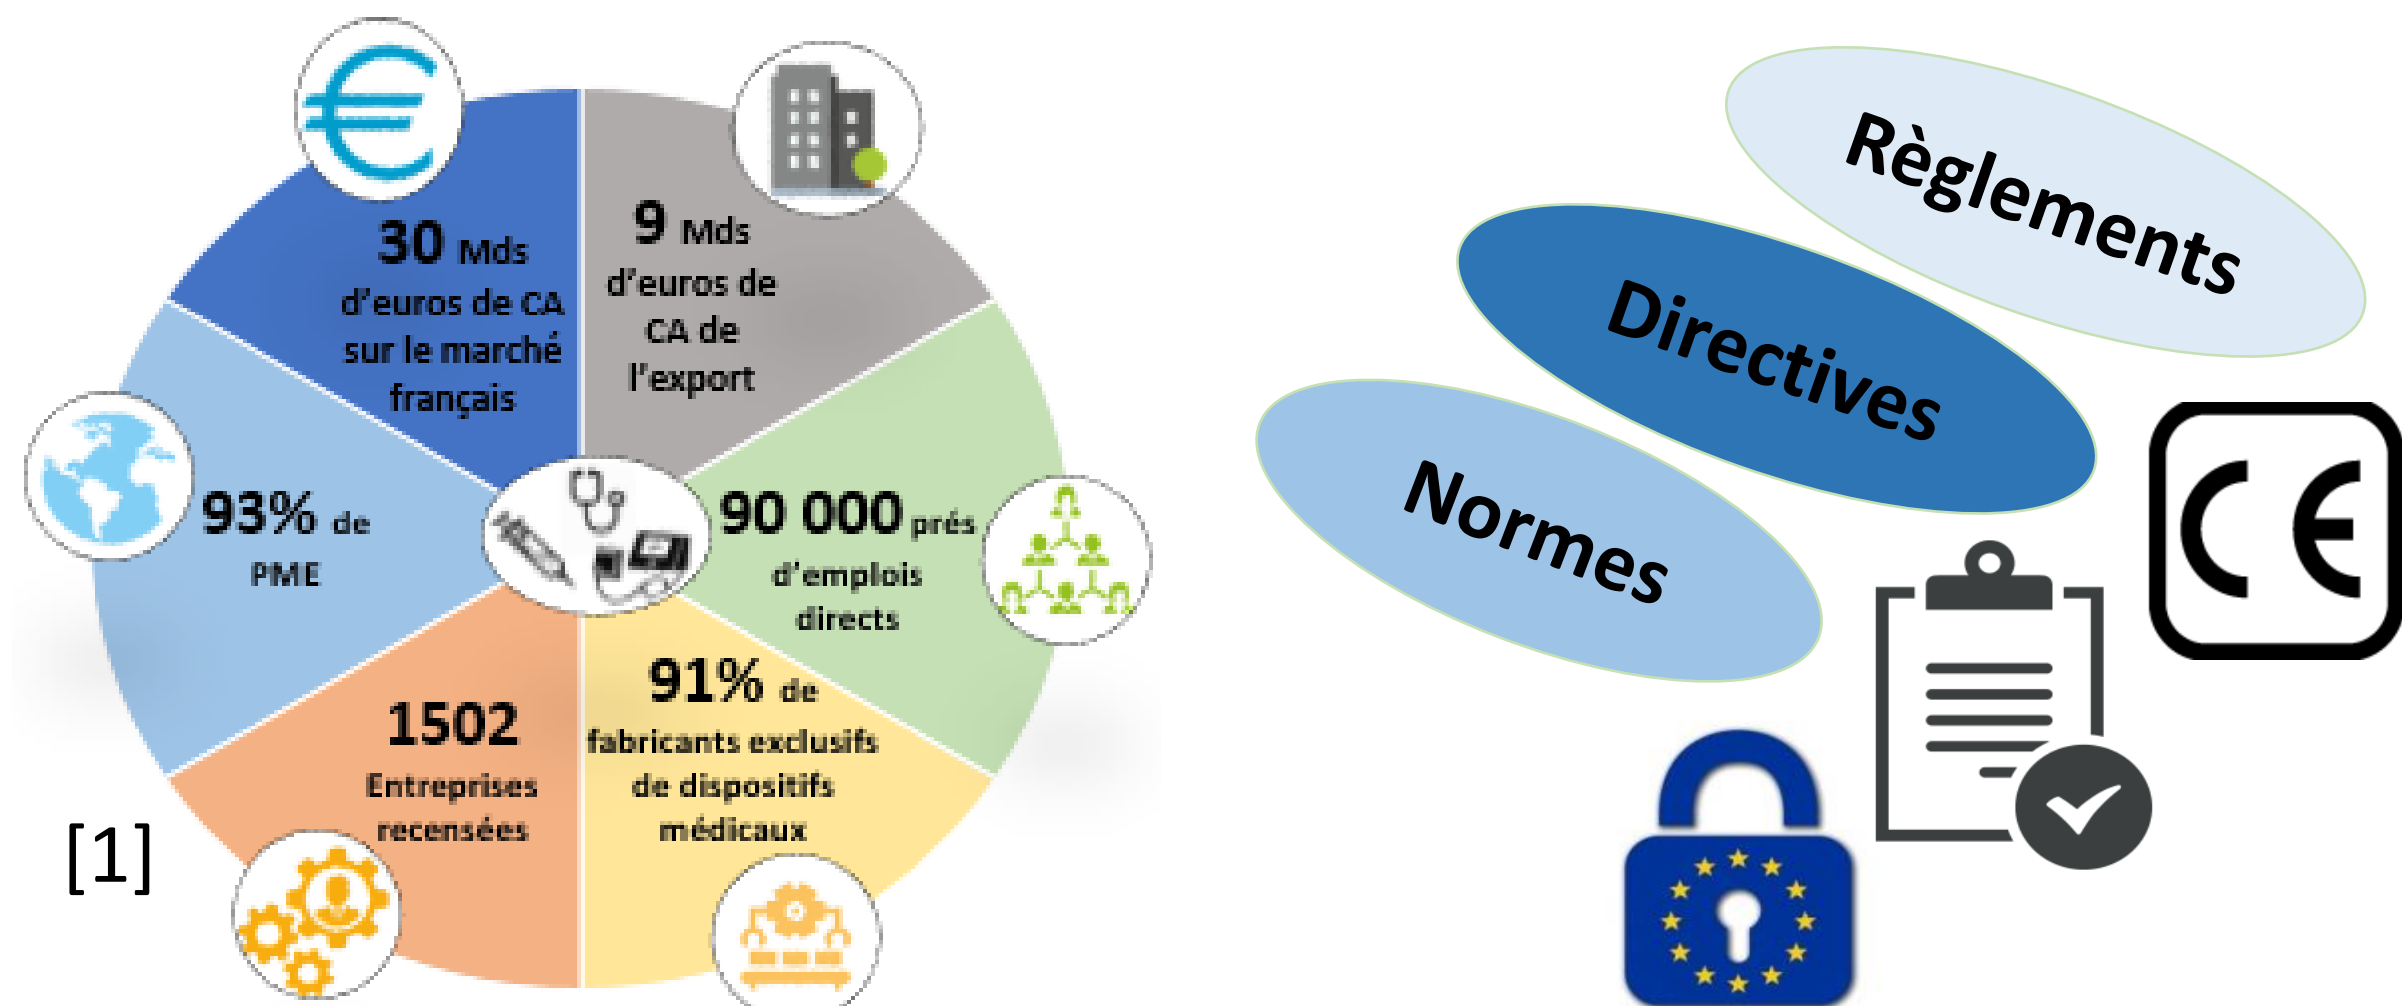 30 Mds
d'euros de CA
sur le marché
français
9 Mds
d'euros de
CA de
l'export
90 000 prés
d'emplois
directs
91% de
fabricants exclusifs
de dispositifs
médicaux
1502
Entreprises
recensées
93% de
PME
[1]
Règlements
Directives
Normes
CE